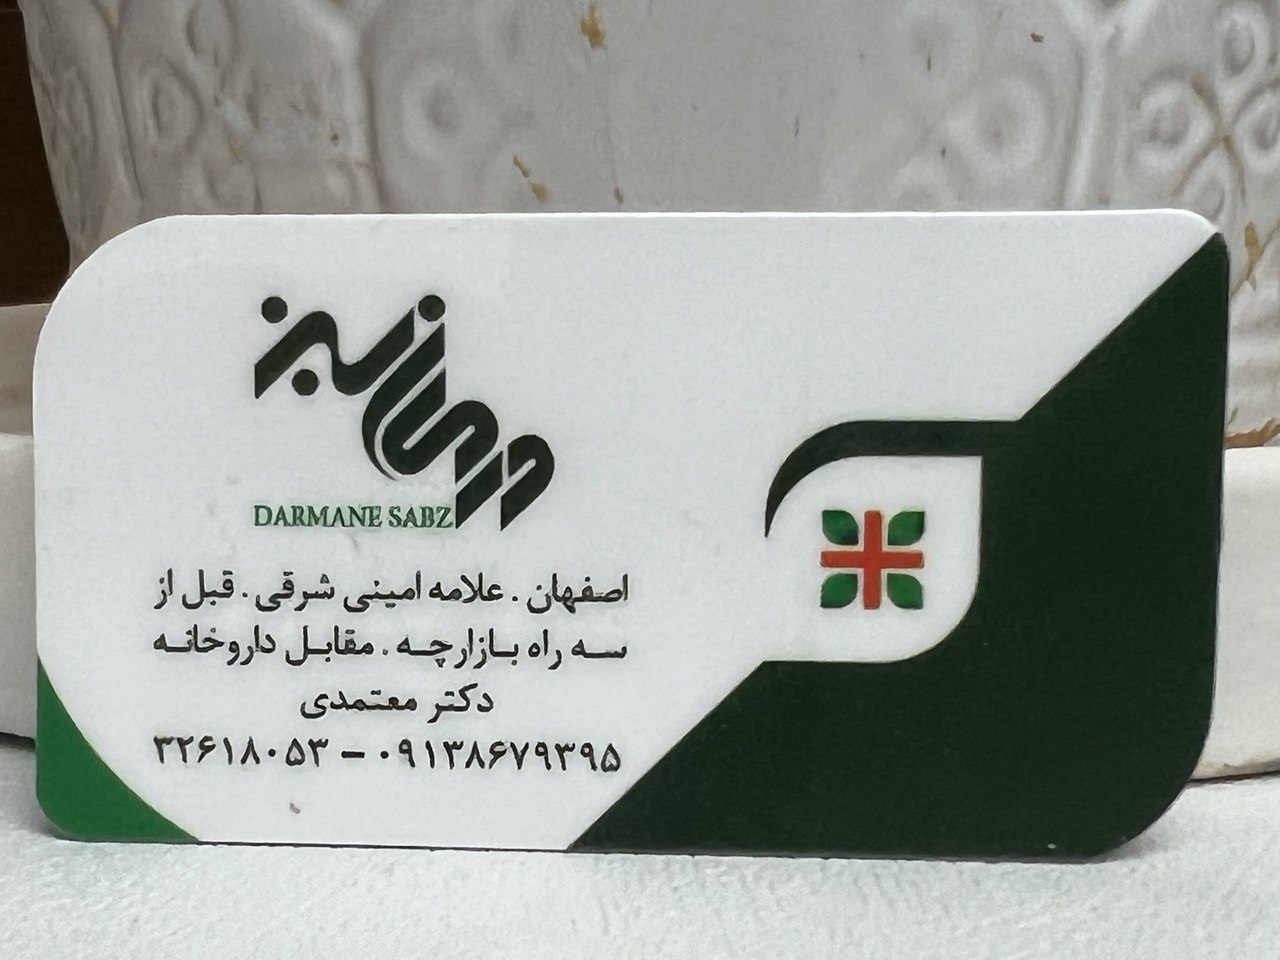 درمان سبز
DARMANE SABZ
اصفهان . علامه امینی شرقی . قبل از
سه راه بازارچه . مقابل داروخانه
دکتر معتمدی
۳۲۶۱۸۰۵۳ – ۰۹۱۳۸۶۷۹۳۹۵